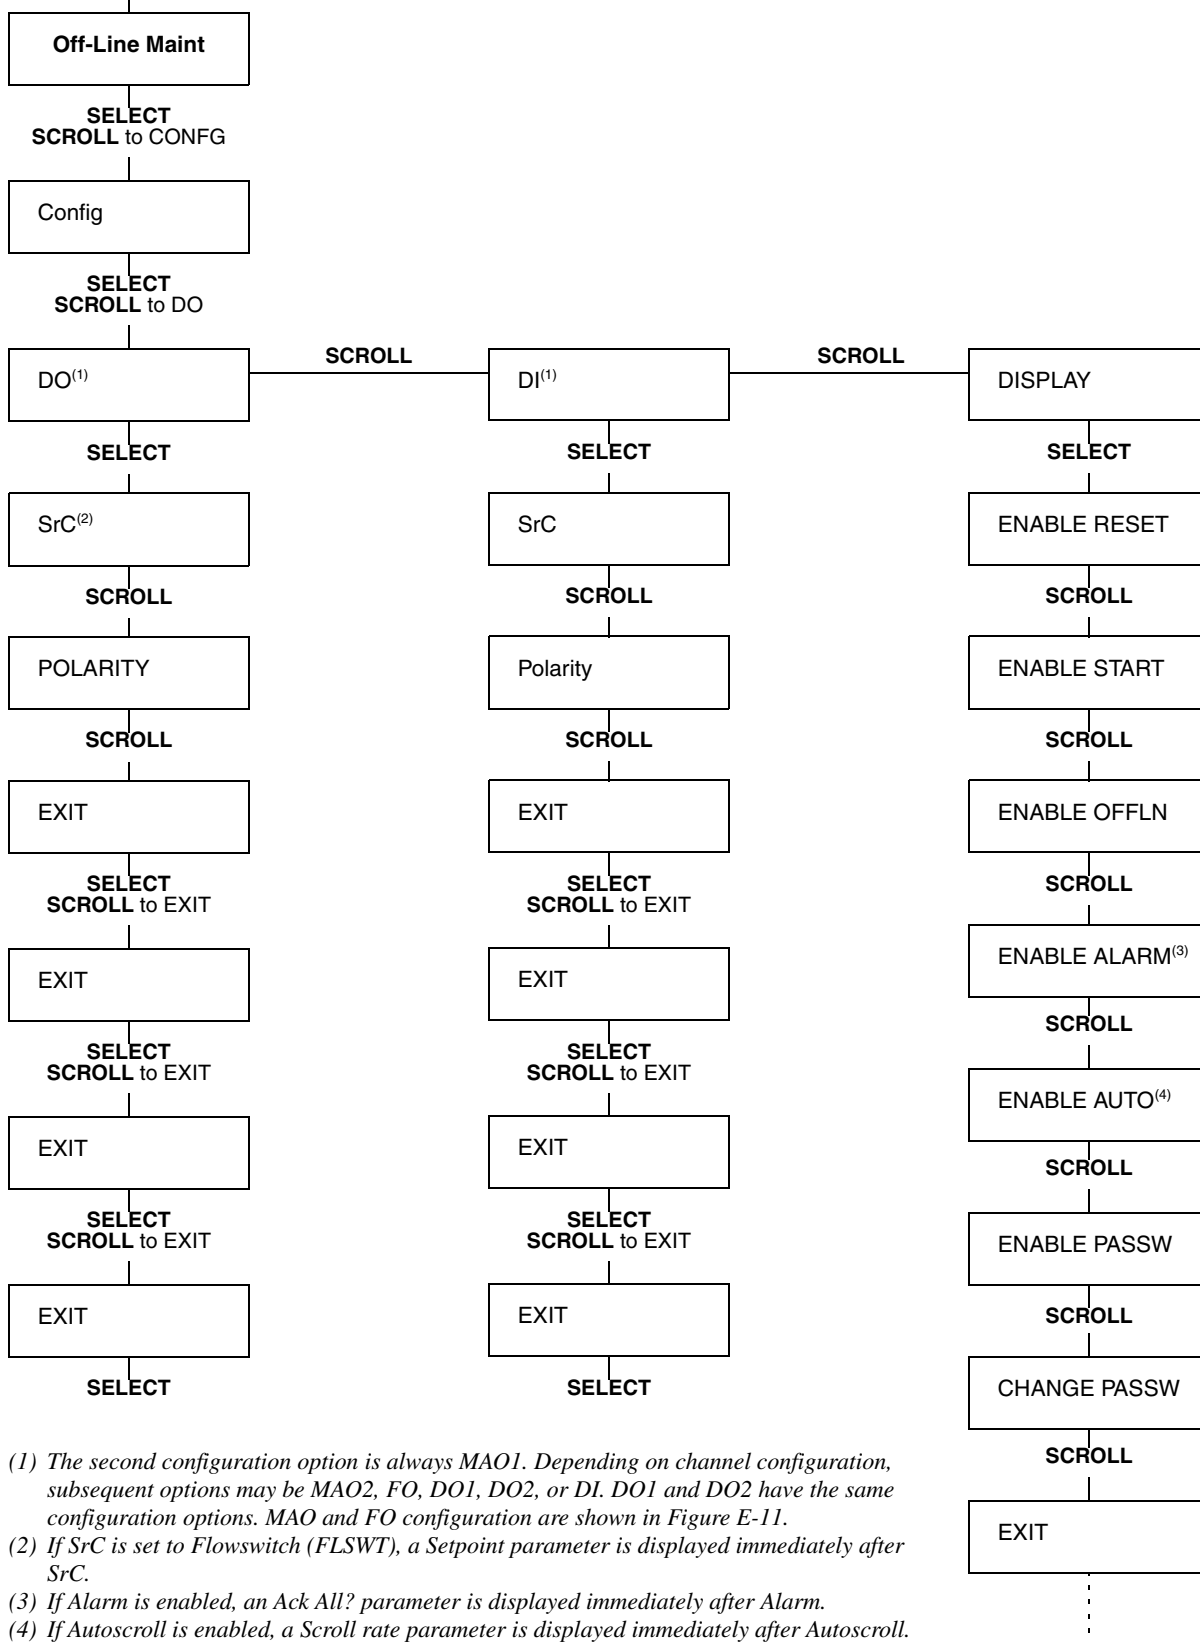 Off-Line Maint
SELECT
SCROLL to CONFG
Config
SELECT
SCROLL to DO
DO(1)
SELECT
SrC(2)
SCROLL
POLARITY
SCROLL
EXIT
SELECT
SCROLL to EXIT
EXIT
SELECT
SCROLL to EXIT
EXIT
SELECT
SCROLL to EXIT
EXIT
SELECT
SCROLL
DI(1)
SELECT
SrC
SCROLL
Polarity
SCROLL
EXIT
SELECT
SCROLL to EXIT
EXIT
SELECT
SCROLL to EXIT
EXIT
SELECT
SCROLL to EXIT
EXIT
SELECT
SCROLL
DISPLAY
SELECT
ENABLE RESET
SCROLL
ENABLE START
SCROLL
ENABLE OFFLN
SCROLL
ENABLE ALARM(3)
SCROLL
ENABLE AUTO(4)
SCROLL
ENABLE PASSW
SCROLL
CHANGE PASSW
SCROLL
EXIT
(1) The second configuration option is always MAO1. Depending on channel configuration,
subsequent options may be MAO2, FO, DO1, DO2, or DI. DO1 and DO2 have the same
configuration options. MAO and FO configuration are shown in Figure E-11.
(2) If SrC is set to Flowswitch (FLSWT), a Setpoint parameter is displayed immediately after
SrC.
(3) If Alarm is enabled, an Ack All? parameter is displayed immediately after Alarm.
(4) If Autoscroll is enabled, a Scroll rate parameter is displayed immediately after Autoscroll.